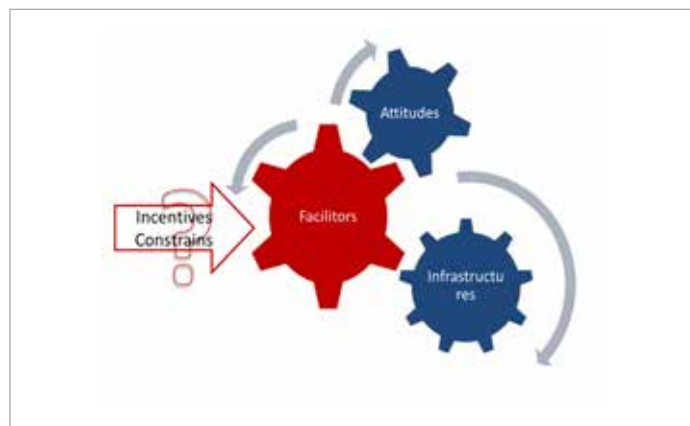 Attitudes
Incentives
Constrains
?
Facilitors
Infrastructu
res